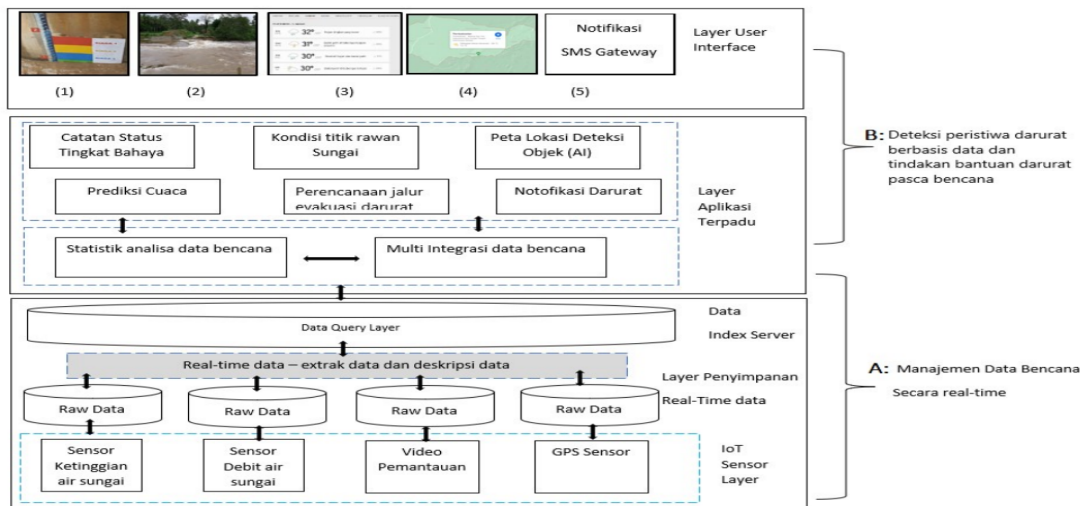 Notifikasi
SMS Gateway
Layer User
Interface
32°
31°
30°
30°
(1)
(2)
(3)
(4)
(5)
Catatan Status
Tingkat Bahaya
Kondisi titik rawan
Sungai
Peta Lokasi Deteksi
Objek (AI)
Prediksi Cuaca
Perencanaan jalur
evakuasi darurat
Notofikasi Darurat
Layer
Aplikasi
Terpadu
Statistik analisa data bencana
Multi Integrasi data bencana
B: Deteksi peristiwa darurat
berbasis data dan
tindakan bantuan darurat
pasca bencana
Data Query Layer
Data
Index Server
Real-time data – extrak data dan deskripsi data
Layer Penyimpanan
Real-Time data
Raw Data
Raw Data
Raw Data
Raw Data
Sensor
Ketinggian
air sungai
Sensor
Debit air
sungai
Video
Pemantauan
GPS Sensor
IoT
Sensor
Layer
A: Manajemen Data Bencana
Secara real-time